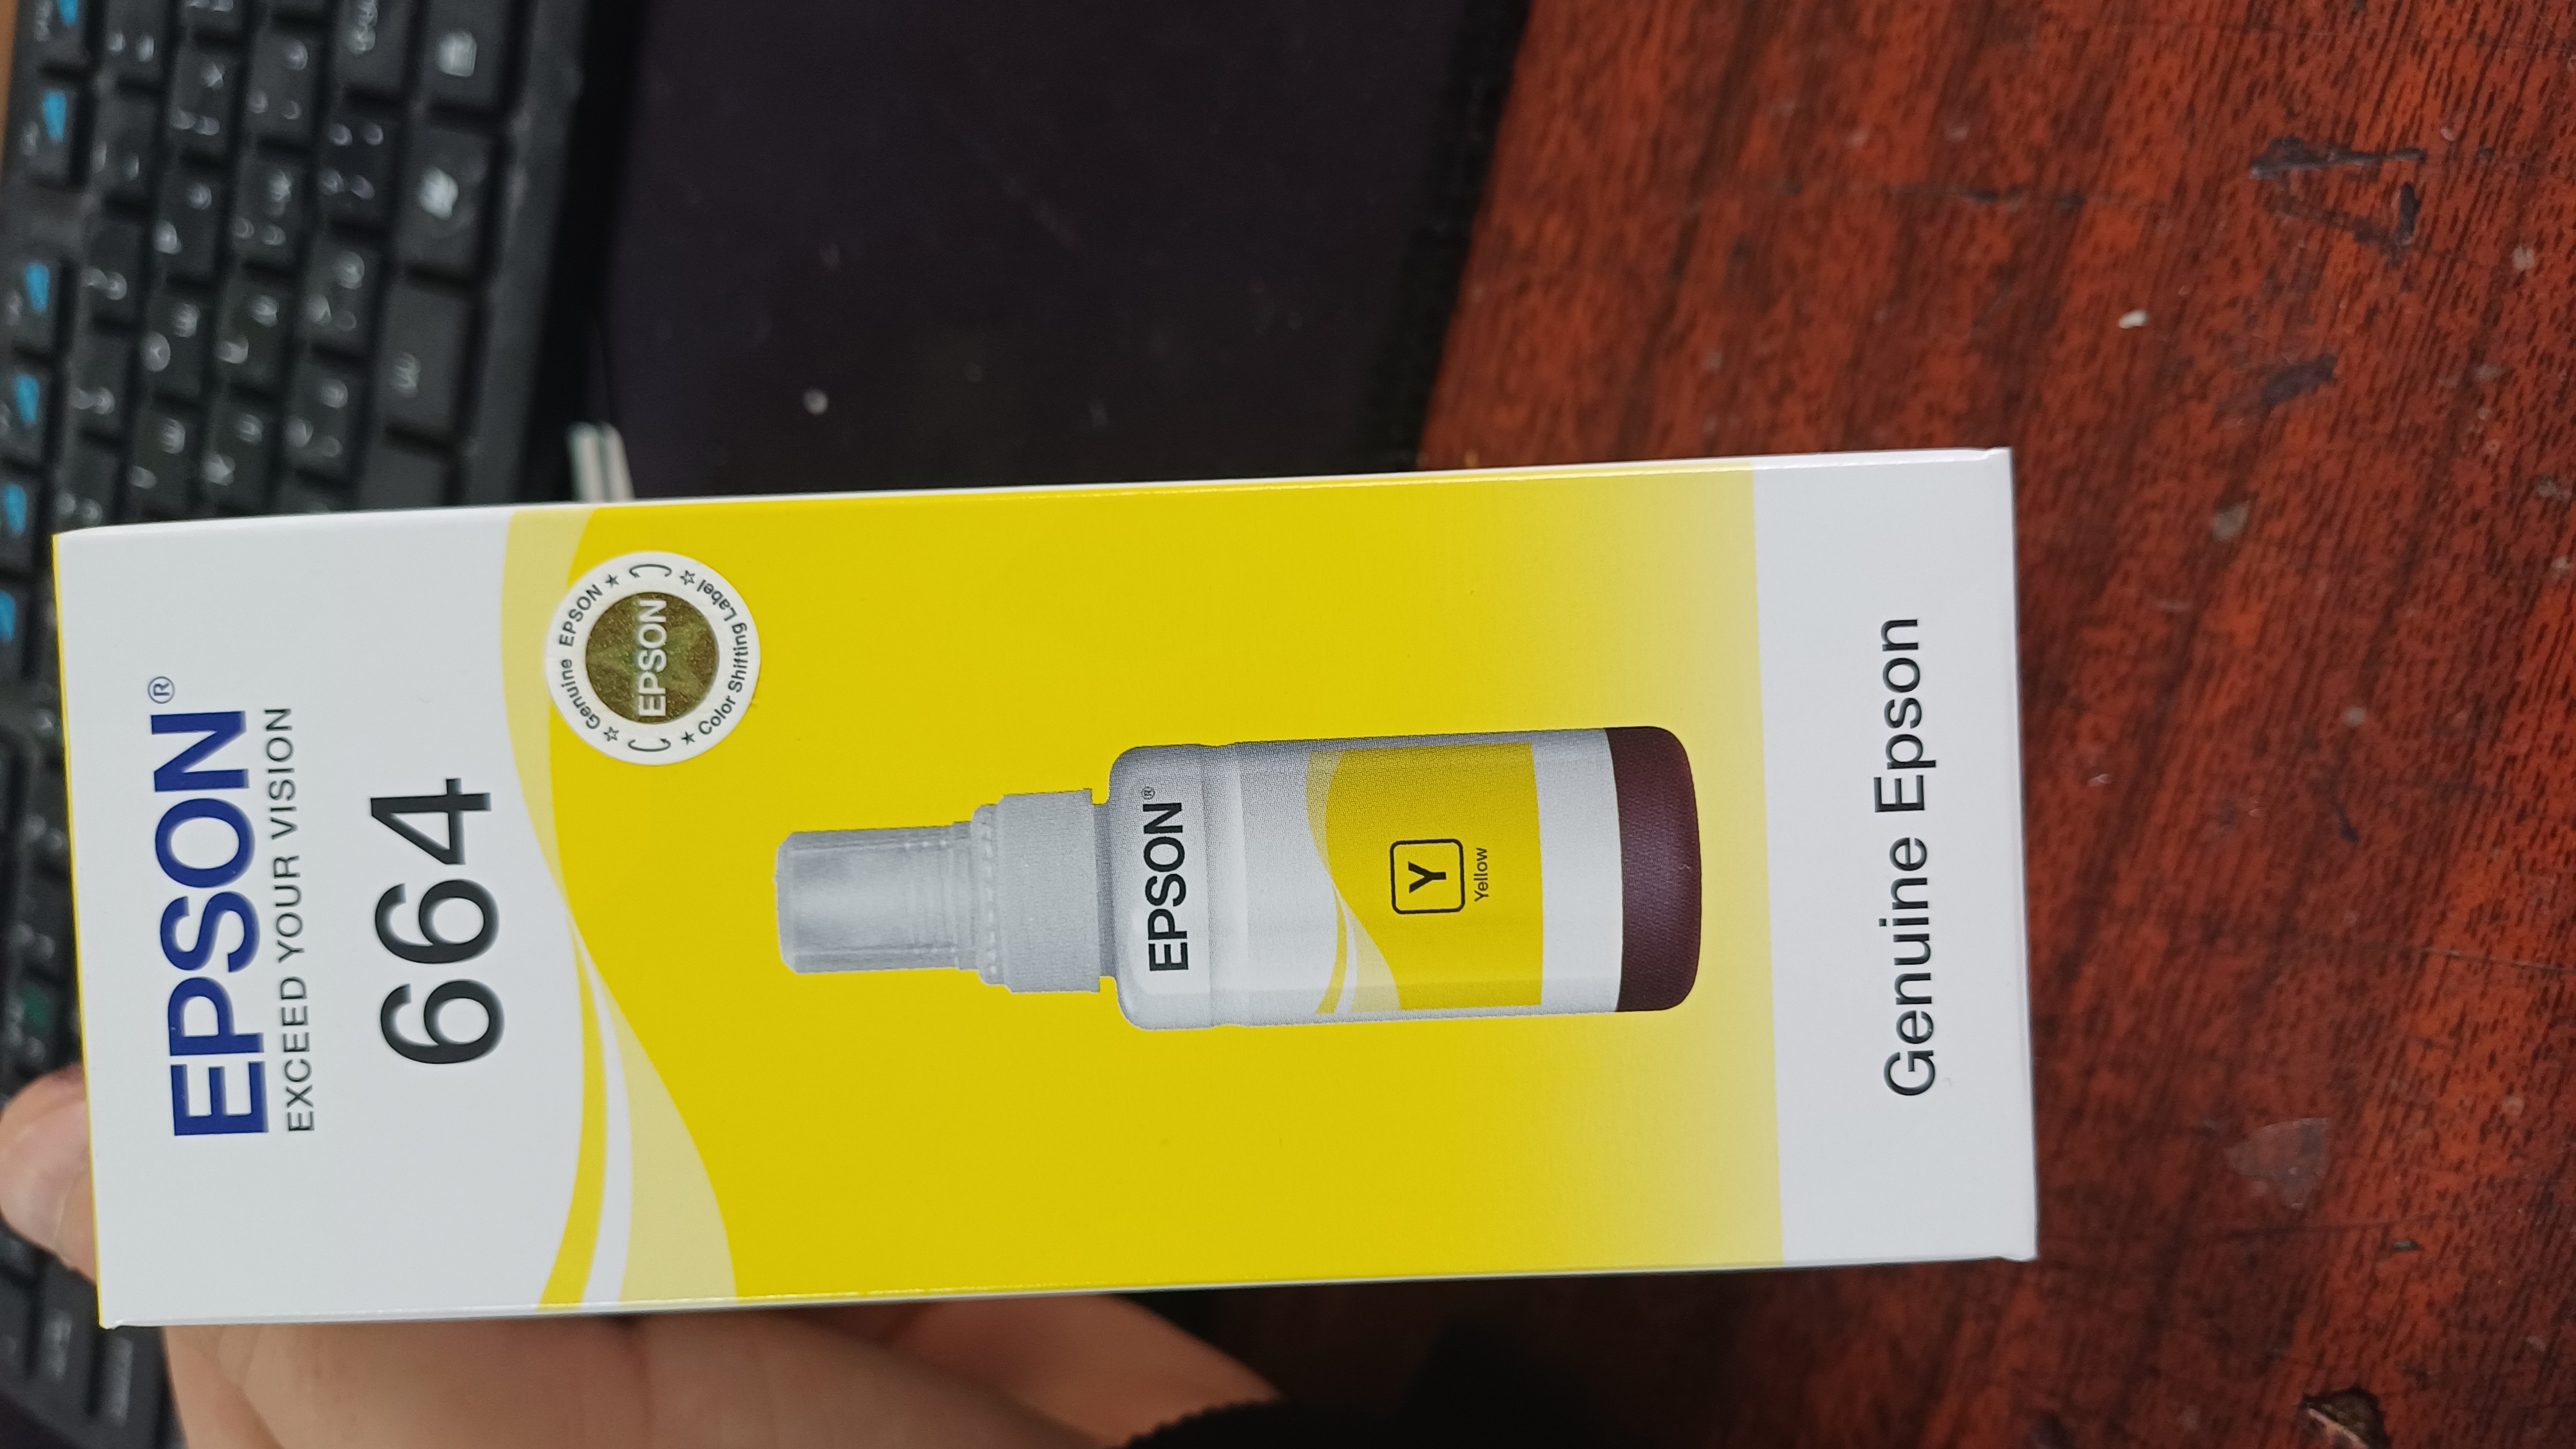 EPSON®
EXCEED YOUR VISION
664
☆ Genuine EPSON ★
EPSON
★ Color Shifting Label ☆
EPSON®
Y
Yellow
Genuine Epson